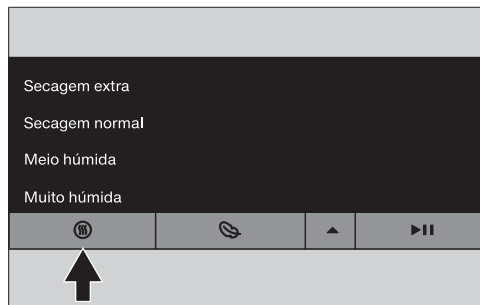 Secagem extra
Secagem normal
Meio húmida
Muito húmida